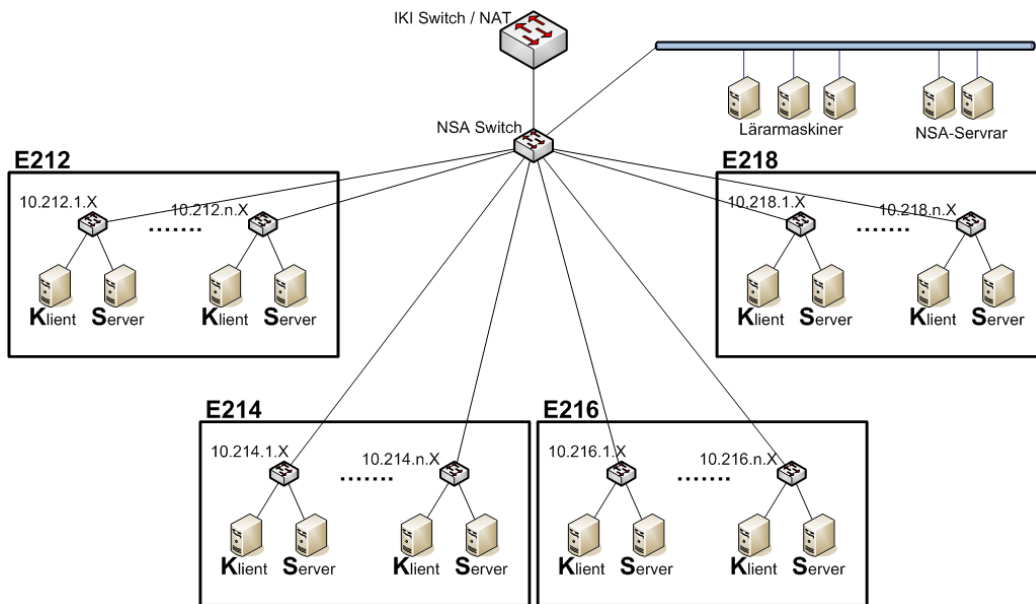 IKI Switch / NAT
NSA Switch
Lärarmaskiner
NSA-Servrar
E212
10.212.1.X
10.212.n.X
.......
Klient Server
Klient Server
E218
10.218.1.X
10.218.n.X
.......
Klient Server
Klient Server
E214
10.214.1.X
10.214.n.X
.......
Klient Server
Klient Server
E216
10.216.1.X
10.216.n.X
.......
Klient Server
Klient Server